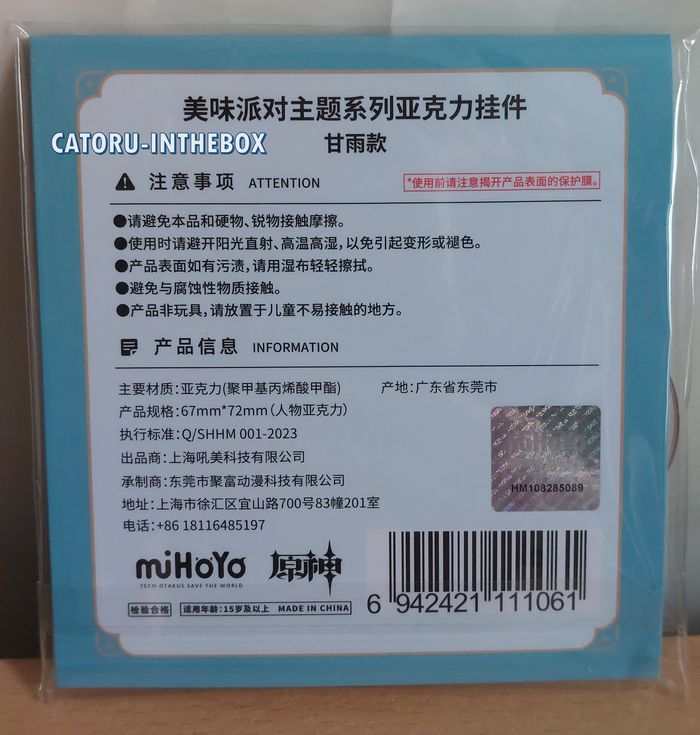 美味派对主题系列亚克力挂件
CATORU-INTHEBOX
甘雨款
注意事项 ATTENTION
*使用前请注意揭开产品表面的保护膜。
●请避免本品和硬物、锐物接触摩擦。
●使用时请避开阳光直射、高温高湿,以免引起变形或褪色。
●产品表面如有污渍,请用湿布轻轻擦拭。
●避免与腐蚀性物质接触。
●产品非玩具,请放置于儿童不易接触的地方。
产品信息 INFORMATION
主要材质:亚克力(聚甲基丙烯酸甲酯) 产地:广东省东莞市
产品规格:67mm*72mm(人物亚克力)
执行标准:Q/SHHM 001-2023
出品商:上海吼美科技有限公司
承制商:东莞市聚富动漫科技有限公司
地址:上海市徐汇区宜山路700号83幢201室
电话:+86 18116485197
HM108285089
miHoYo
TECH OTAKUS SAVE THE WORLD
原神
检验合格
适用年龄:15岁及以上 MADE IN CHINA
6 942421 111061